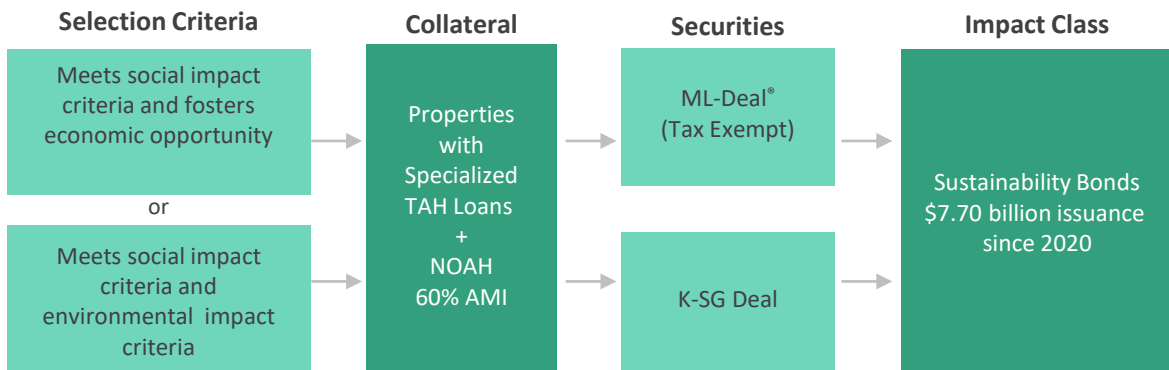 Selection Criteria
Meets social impact
criteria and fosters
economic opportunity
or
Meets social impact
criteria and
environmental impact
criteria
Collateral
Properties
with
Specialized
TAH Loans
+
NOAH
60% AMI
Securities
ML-Deal®
(Tax Exempt)
K-SG Deal
Impact Class
Sustainability Bonds
$7.70 billion issuance
since 2020